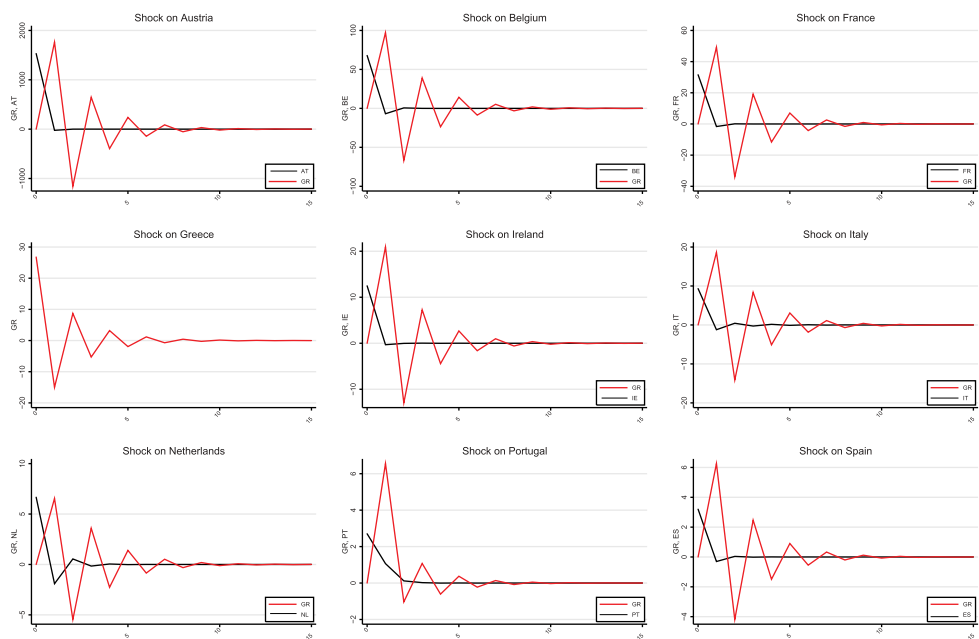 Shock on Austria
2000
1000
0
-1000
GR, AT
AT
GR
0
5
10
15
Shock on Belgium
100
50
0
-50
-100
GR, BE
BE
GR
0
5
10
15
Shock on France
60
40
20
0
-20
-40
GR, FR
FR
GR
0
5
10
15
Shock on Greece
30
20
10
0
-10
-20
GR
0
5
10
15
Shock on Ireland
20
10
0
-10
GR, IE
GR
IE
0
5
10
15
Shock on Italy
20
10
0
-10
-20
GR, IT
GR
IT
0
5
10
15
Shock on Netherlands
10
5
0
-5
GR, NL
GR
NL
0
5
10
15
Shock on Portugal
6
4
2
0
-2
GR, PT
GR
PT
0
5
10
15
Shock on Spain
6
4
2
0
-2
-4
GR, ES
GR
ES
0
5
10
15